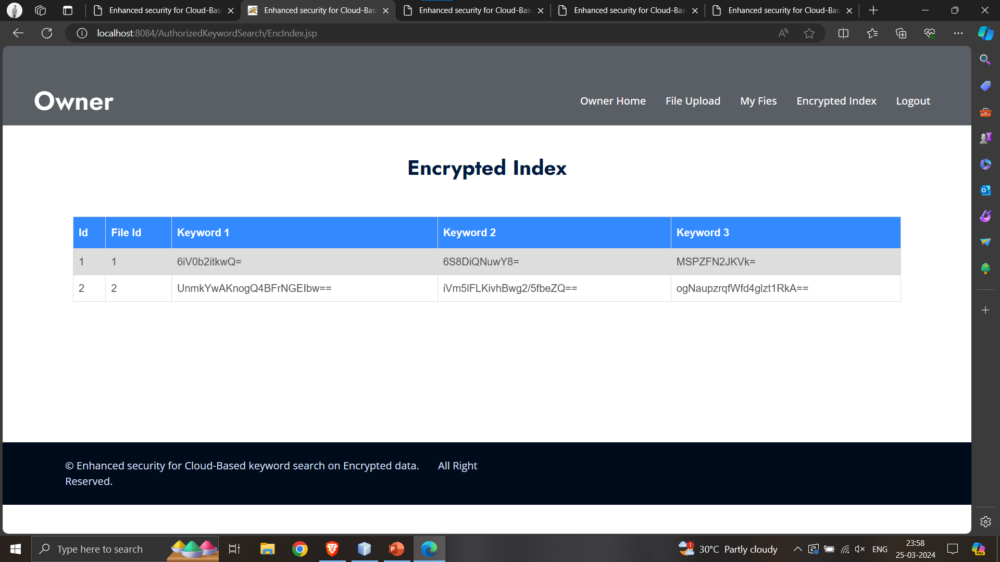 Enhanced security for Cloud-Bas
Enhanced security for Cloud-Bas
Enhanced security for Cloud-Bas
Enhanced security for Cloud-Bas
Enhanced security for Cloud-Bas
localhost:8084/AuthorizedKeywordSearch/EncIndex.jsp
Owner
Owner Home File Upload My Fies Encrypted Index Logout
Encrypted Index
Id File Id Keyword 1 Keyword 2 Keyword 3
1 1 6iV0b2itkwQ= 6S8DiQNuwY8= MSPZFN2JKVk=
2 2 UnmkYwAKnogQ4BFrNGEIbw== iVm5IFLKivhBwg2/5fbeZQ== ogNaupzrqfWfd4glzt1RkA==
© Enhanced security for Cloud-Based keyword search on Encrypted data. All Right
Reserved.
Type here to search
1
30°C Partly cloudy
ENG
23:58
25-03-2024
PRE